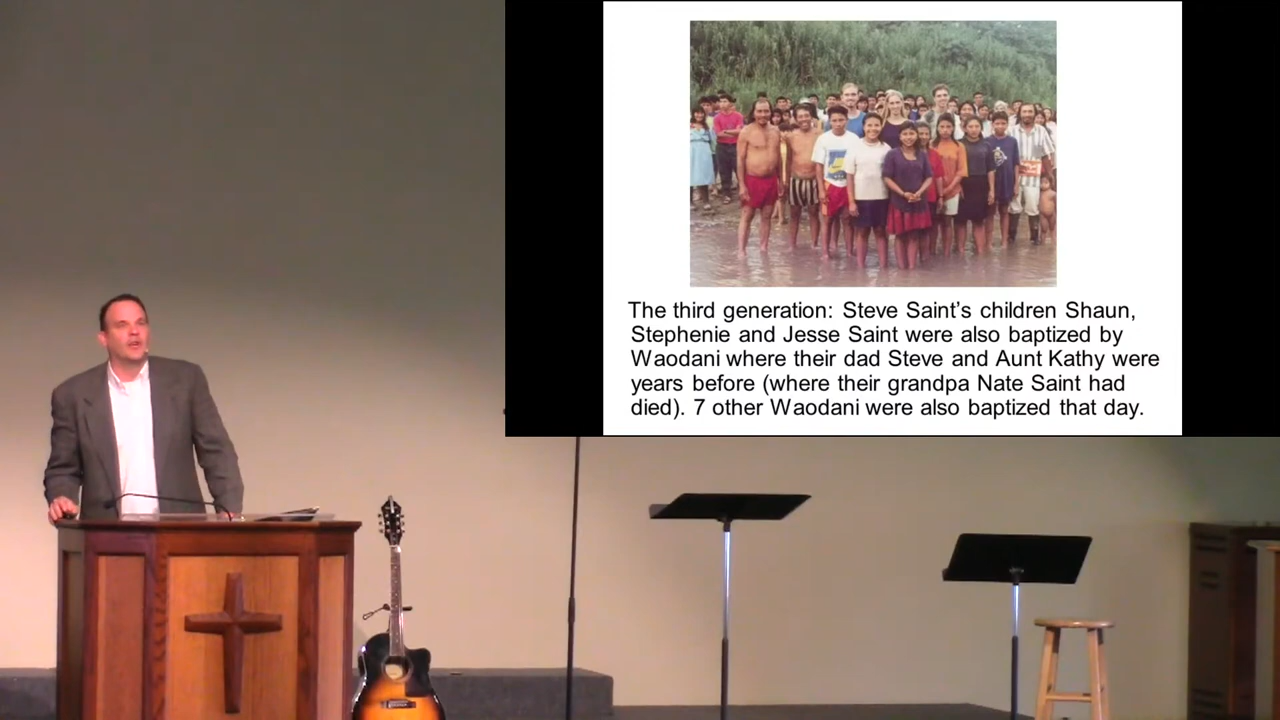 The third generation: Steve Saint's children Shaun,
Stephenie and Jesse Saint were also baptized by
Waodani where their dad Steve and Aunt Kathy were
years before (where their grandpa Nate Saint had
died). 7 other Waodani were also baptized that day.